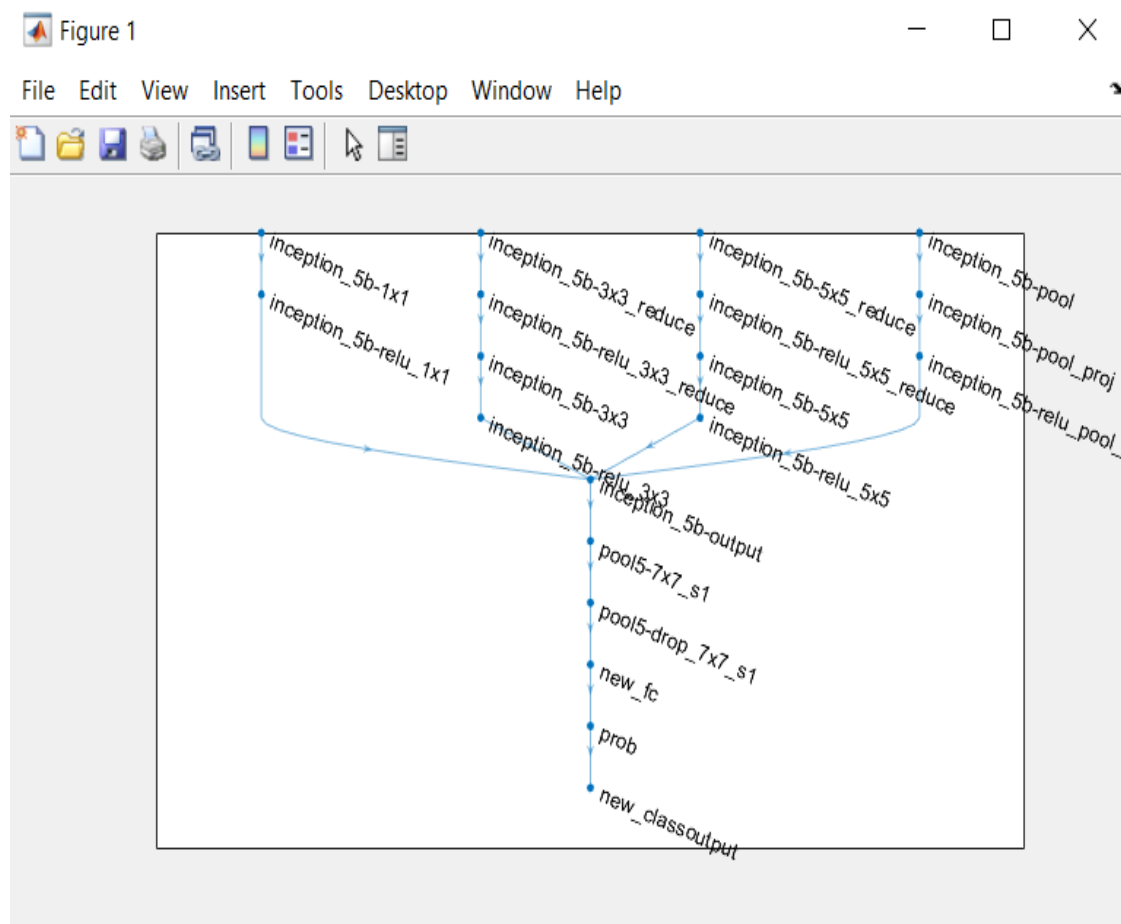 Figure 1
File Edit View Insert Tools Desktop Window Help
inception_5b-1x1
inception_5b-relu_1x1
inception_5b-3x3_reduce
inception_5b-relu_3x3_reduce
inception_5b-3x3
inception_5b-relu_3x3
inception_5b-5x5_reduce
inception_5b-relu_5x5_reduce
inception_5b-5x5
inception_5b-relu_5x5
inception_5b-pool
inception_5b-pool_proj
inception_5b-relu_pool_
inception_5b-output
pool5-7x7_s1
pool5-drop_7x7_s1
new_fc
prob
new_classoutput